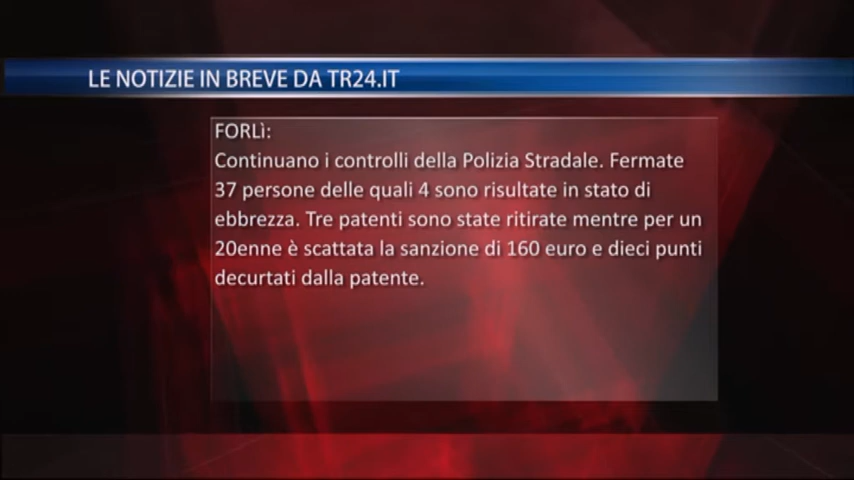 LE NOTIZIE IN BREVE DA TR24.IT
FORLì:
Continuano i controlli della Polizia Stradale. Fermate
37 persone delle quali 4 sono risultate in stato di
ebbrezza. Tre patenti sono state ritirate mentre per un
20enne è scattata la sanzione di 160 euro e dieci punti
decurtati dalla patente.